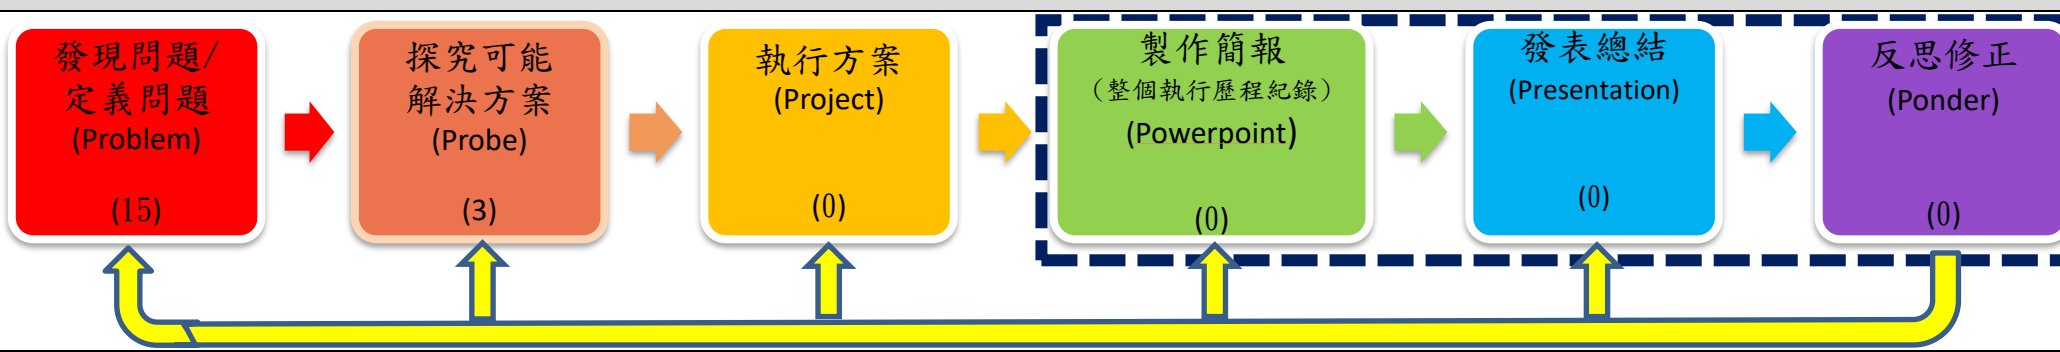 發現問題/
定義問題
(Problem)
(15)
探究可能
解決方案
(Probe)
(3)
執行方案
(Project)
(0)
製作簡報
(整個執行歷程紀錄)
(Powerpoint)
(0)
發表總結
(Presentation)
(0)
反思修正
(Ponder)
(0)